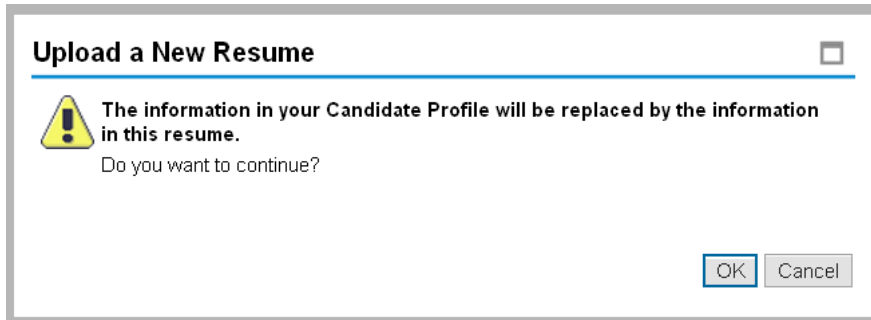 Upload a New Resume
The information in your Candidate Profile will be replaced by the information
in this resume.
Do you want to continue?
OK Cancel